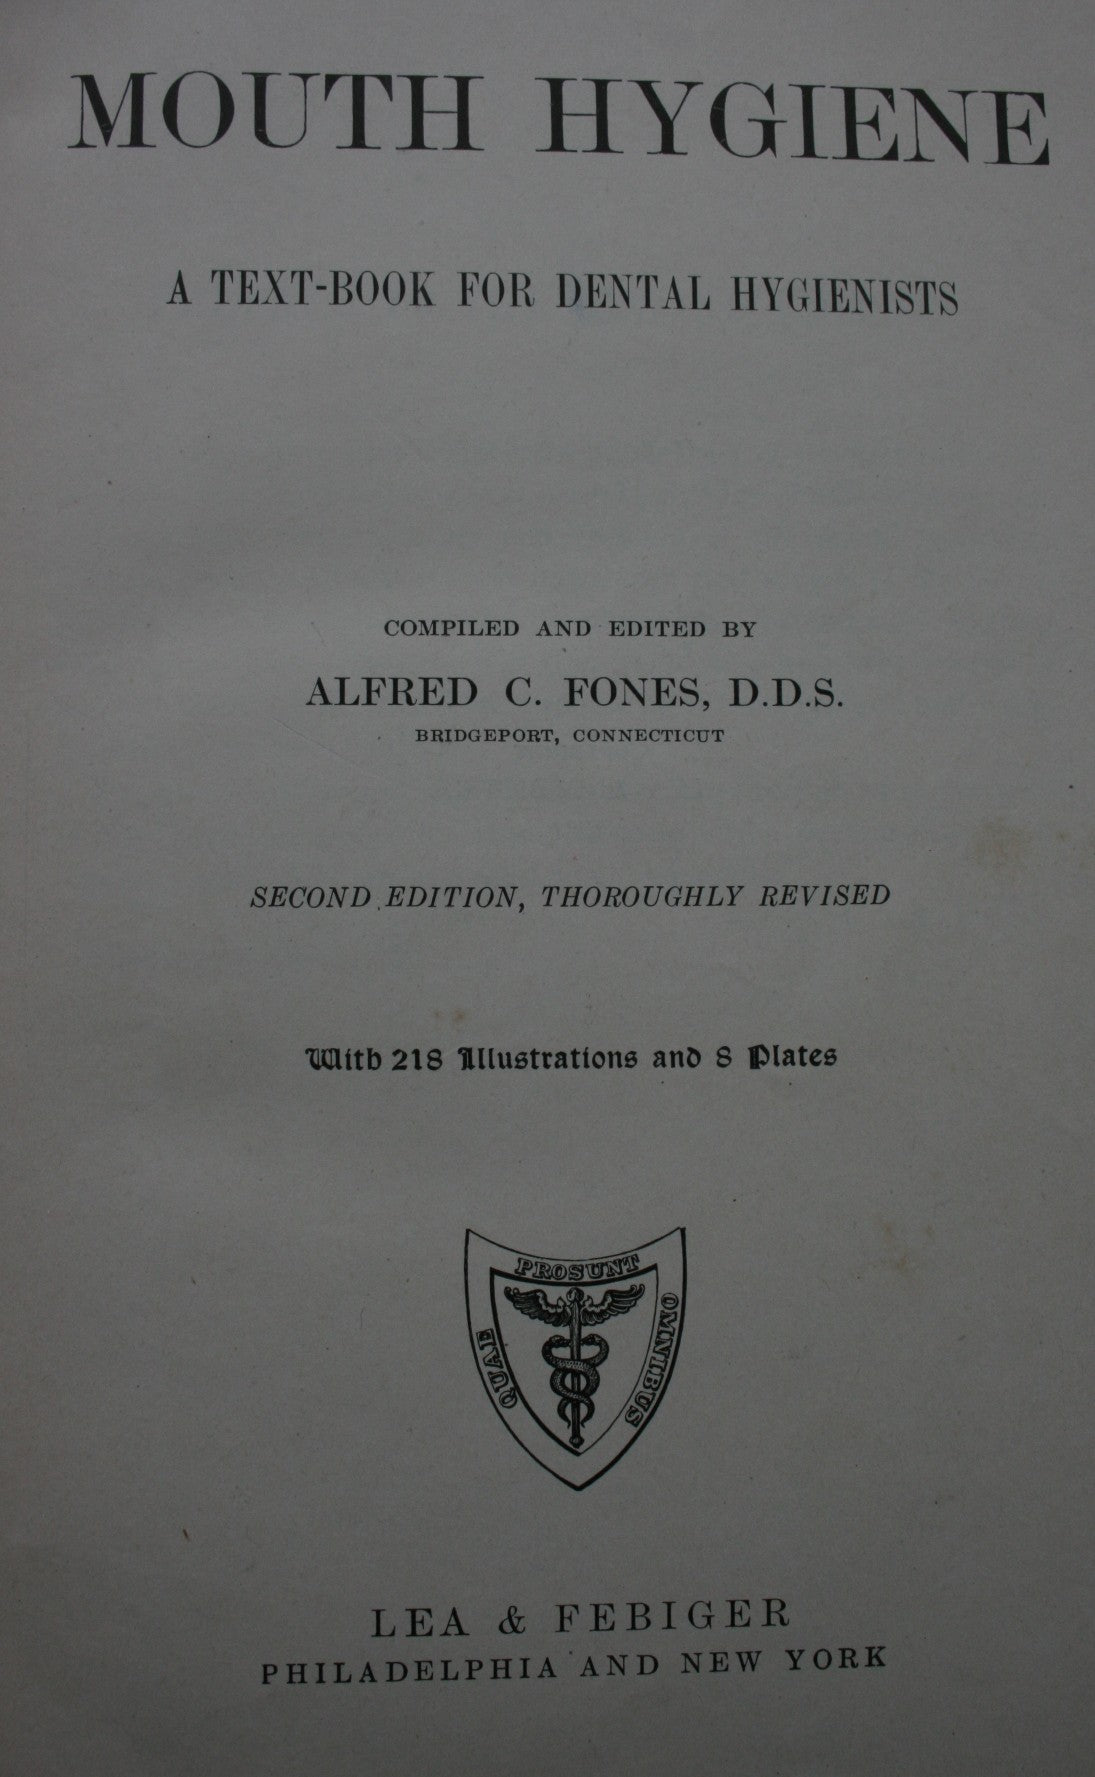 MOUTH HYGIENE
A TEXT-BOOK FOR DENTAL HYGIENISTS
COMPILED AND EDITED BY
ALFRED C. FONES, D.D.S.
BRIDGEPORT, CONNECTICUT
SECOND EDITION, THOROUGHLY REVISED
With 218 Illustrations and 8 Plates
QUAE PROSUNT OMNIBUS
LEA & FEBIGER
PHILADELPHIA AND NEW YORK